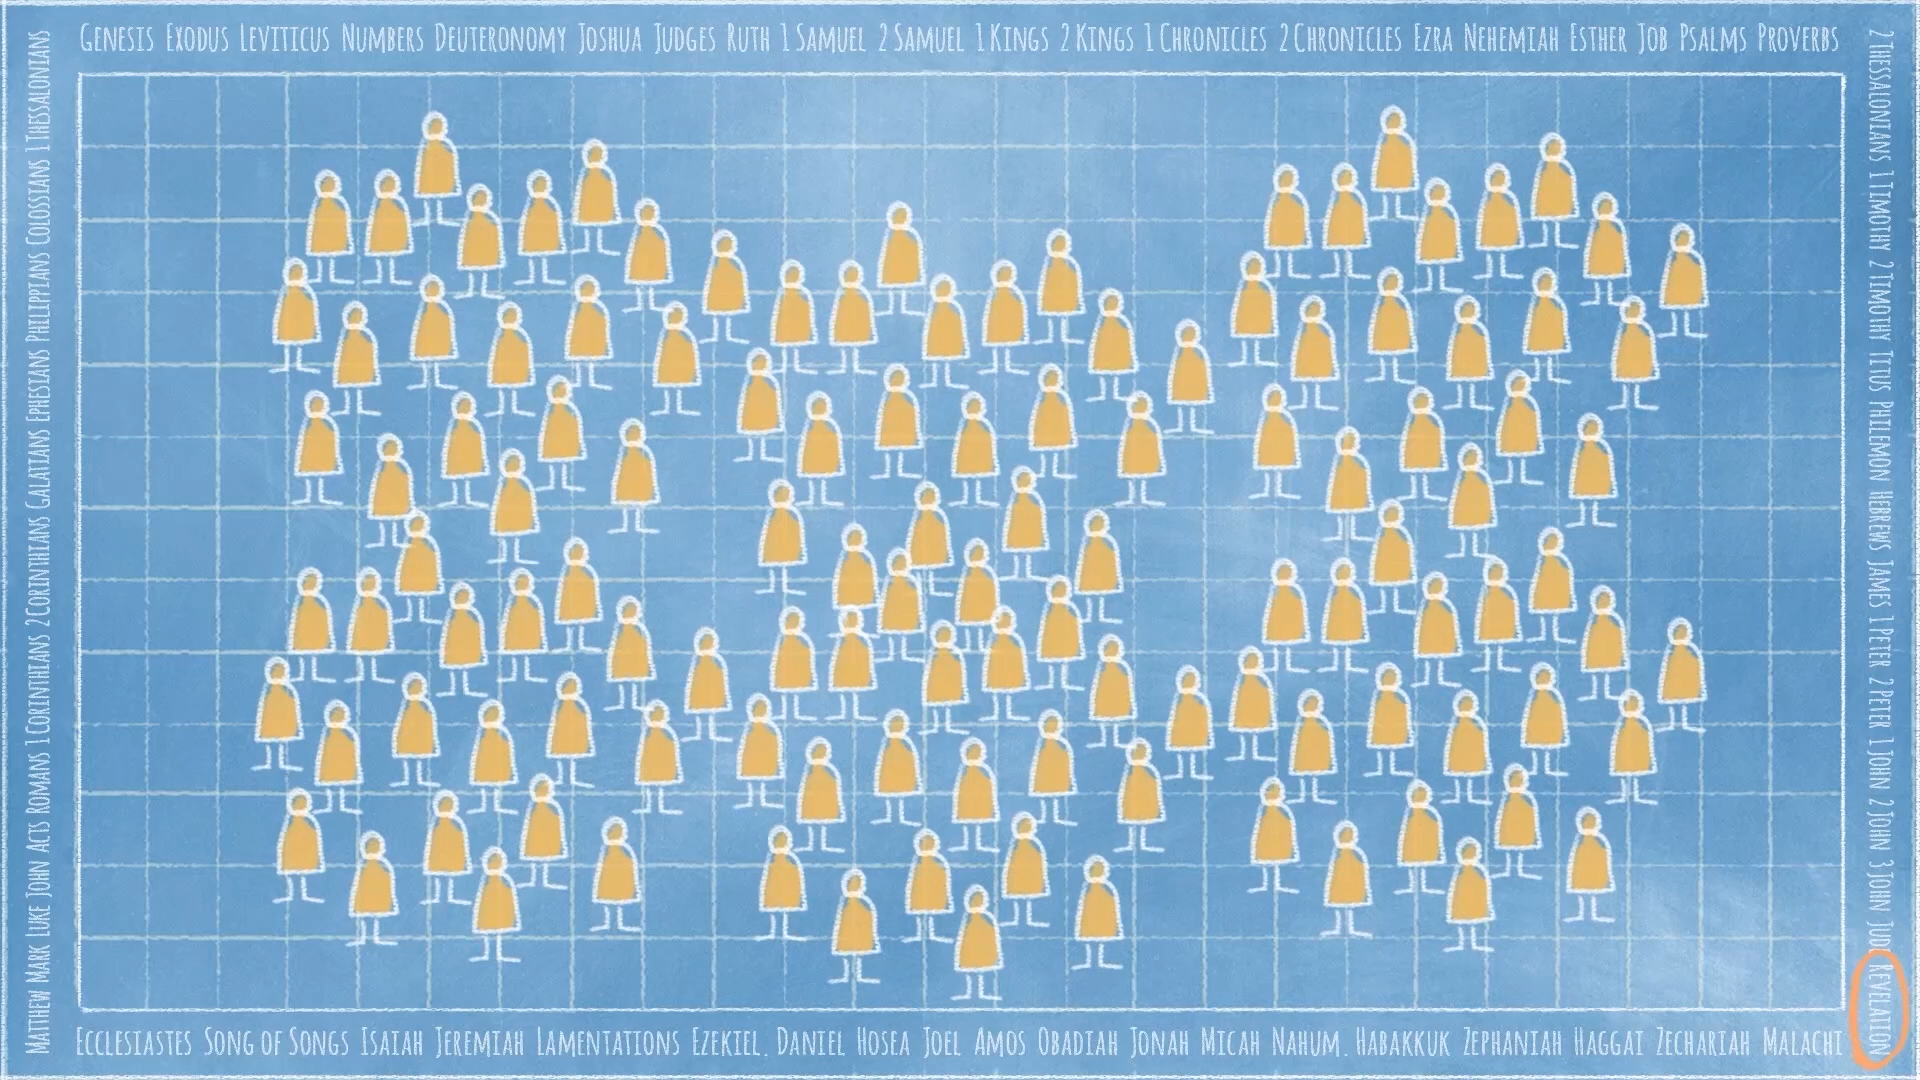 Genesis Exodus Leviticus Numbers Deuteronomy Joshua Judges Ruth 1 Samuel 2 Samuel 1 Kings 2 Kings 1 Chronicles 2 Chronicles Ezra Nehemiah Esther Job Psalms Proverbs
Ecclesiastes Song of Songs Isaiah Jeremiah Lamentations Ezekiel. Daniel Hosea Joel Amos Obadiah Jonah Micah Nahum. Habakkuk Zephaniah Haggai Zechariah Malachi
Matthew Mark Luke John Acts Romans 1 Corinthians 2 Corinthians Galatians Ephesians Philippians Colossians 1 Thessalonians
2 Thessalonians 1 Timothy 2 Timothy Titus Philemon Hebrews James 1 Peter 2 Peter 1 John 2 John 3 John Jude Revelation